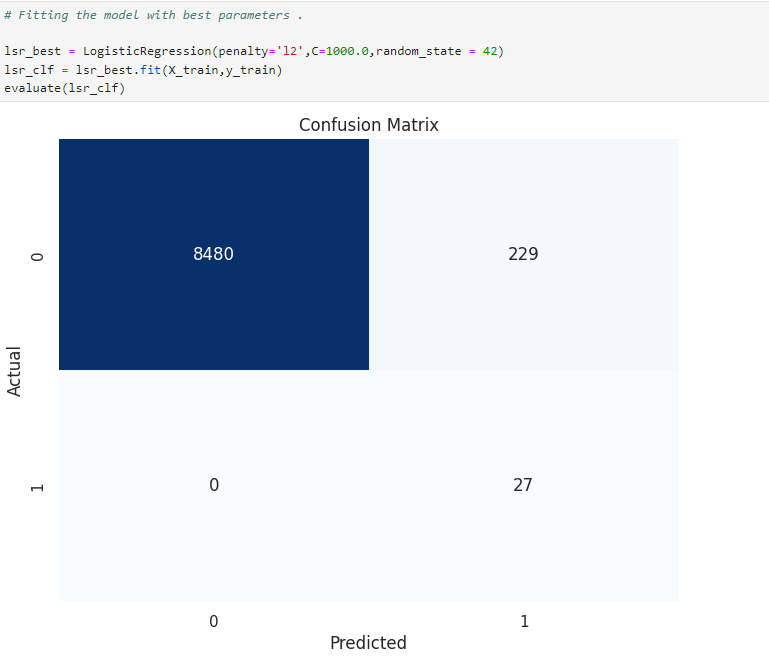 # Fitting the model with best parameters .
lsr_best = LogisticRegression(penalty='l2',C=1000.0,random_state = 42)
lsr_clf = lsr_best.fit(X_train,y_train)
evaluate(lsr_clf)
Confusion Matrix
0
8480
229
Actual
1
0
27
0
1
Predicted